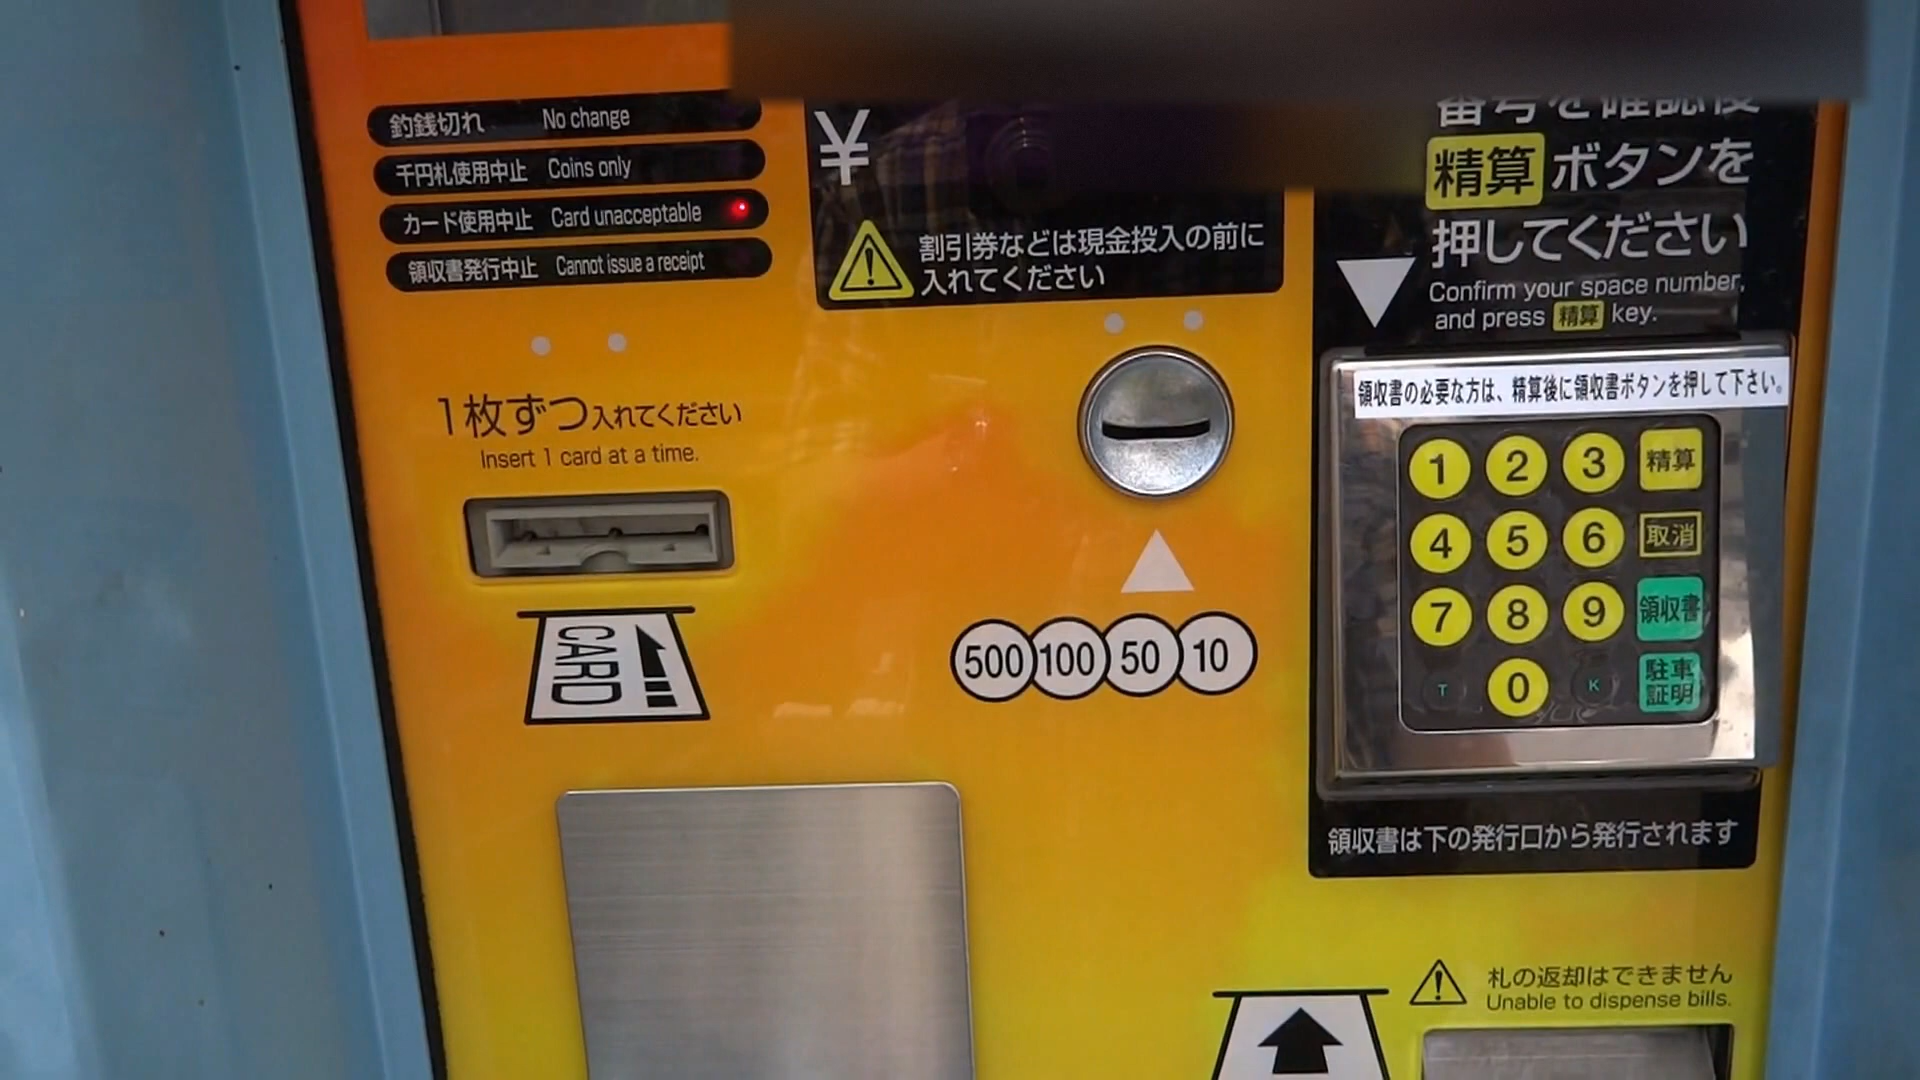 釣銭切れ No change
千円札使用中止 Coins only
カード使用中止 Card unacceptable
領収書発行中止 Cannot issue a receipt
1枚ずつ入れてください
Insert 1 card at a time.
CARD
¥
割引券などは現金投入の前に
入れてください
500 100 50 10
番号を確認後
精算 ボタンを
押してください
Confirm your space number,
and press 精算 key.
領収書の必要な方は、精算後に領収書ボタンを押して下さい。
1 2 3 精算
4 5 6 取消
7 8 9 領収書
T 0 K 駐車
証明
領収書は下の発行口から発行されます
札の返却はできません
Unable to dispense bills.